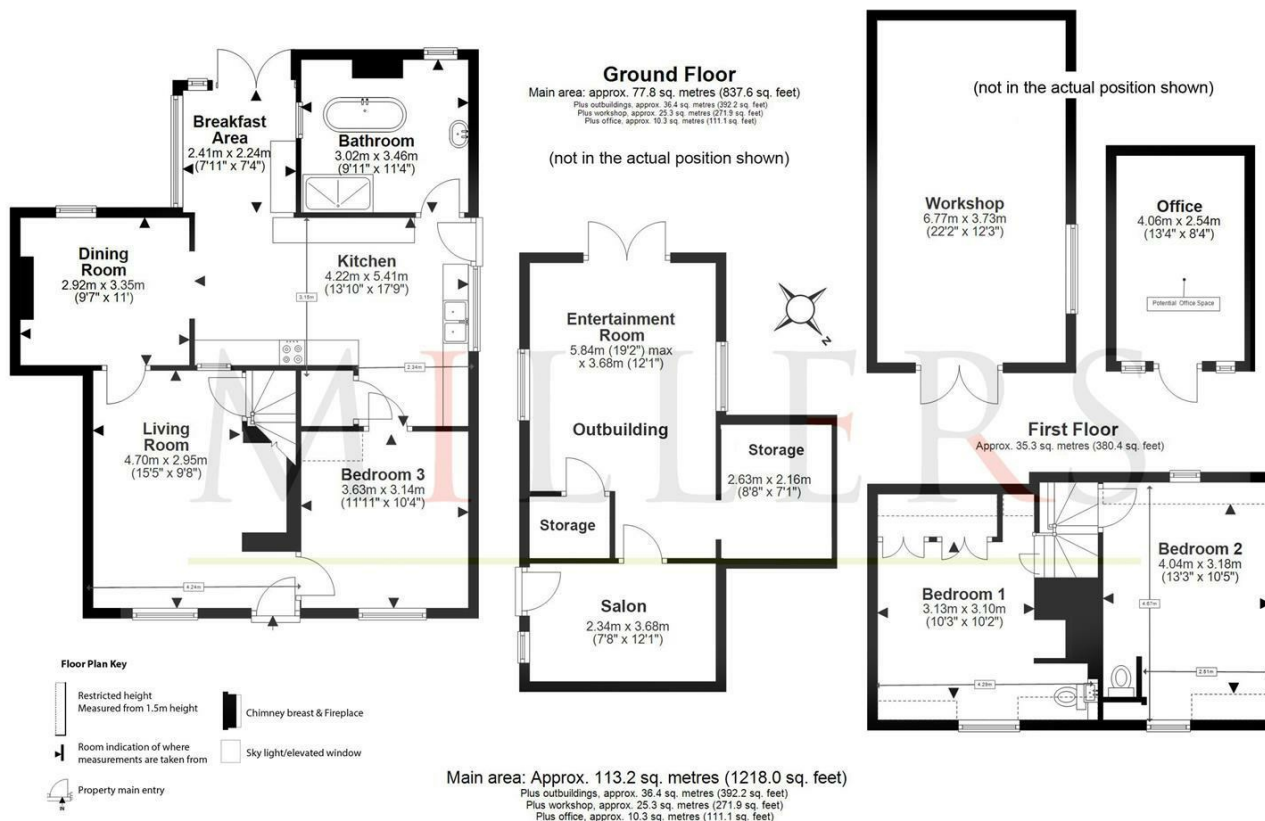 Ground Floor
Main area: approx. 77.8 sq. metres (837.6 sq. feet)
Plus outbuildings, approx. 36.4 sq. metres (392.2 sq. feet)
Plus workshop, approx. 25.3 sq. metres (271.9 sq. feet)
Plus office, approx. 10.3 sq. metres (111.1 sq. feet)
(not in the actual position shown)
(not in the actual position shown)
Breakfast
Area
2.41m x 2.24m
(7'11" x 7'4")
Bathroom
3.02m x 3.46m
(9'11" x 11'4")
Dining
Room
2.92m x 3.35m
(9'7" x 11')
Kitchen
4.22m x 5.41m
(13'10" x 17'9")
2.34m
Living
Room
4.70m x 2.95m
(15'5" x 9'8")
4.24m
Bedroom 3
3.63m x 3.14m
(11'11" x 10'4")
Entertainment
Room
5.84m (19'2") max
x 3.68m (12'1")
Outbuilding
Storage
2.63m x 2.16m
(8'8" x 7'1")
Storage
Salon
2.34m x 3.68m
(7'8" x 12'1")
N
Workshop
6.77m x 3.73m
(22'2" x 12'3")
Office
4.06m x 2.54m
(13'4" x 8'4")
Potential Office Space
First Floor
Approx. 35.3 sq. metres (380.4 sq. feet)
Bedroom 1
3.13m x 3.10m
(10'3" x 10'2")
Bedroom 2
4.04m x 3.18m
(13'3" x 10'5")
MILLERS
Floor Plan Key
Restricted height
Measured from 1.5m height
Chimney breast & Fireplace
Room indication of where
measurements are taken from
Sky light/elevated window
Property main entry
Main area: Approx. 113.2 sq. metres (1218.0 sq. feet)
Plus outbuildings, approx. 36.4 sq. metres (392.2 sq. feet)
Plus workshop, approx. 25.3 sq. metres (271.9 sq. feet)
Plus office, approx. 10.3 sq. metres (111.1 sq. feet)